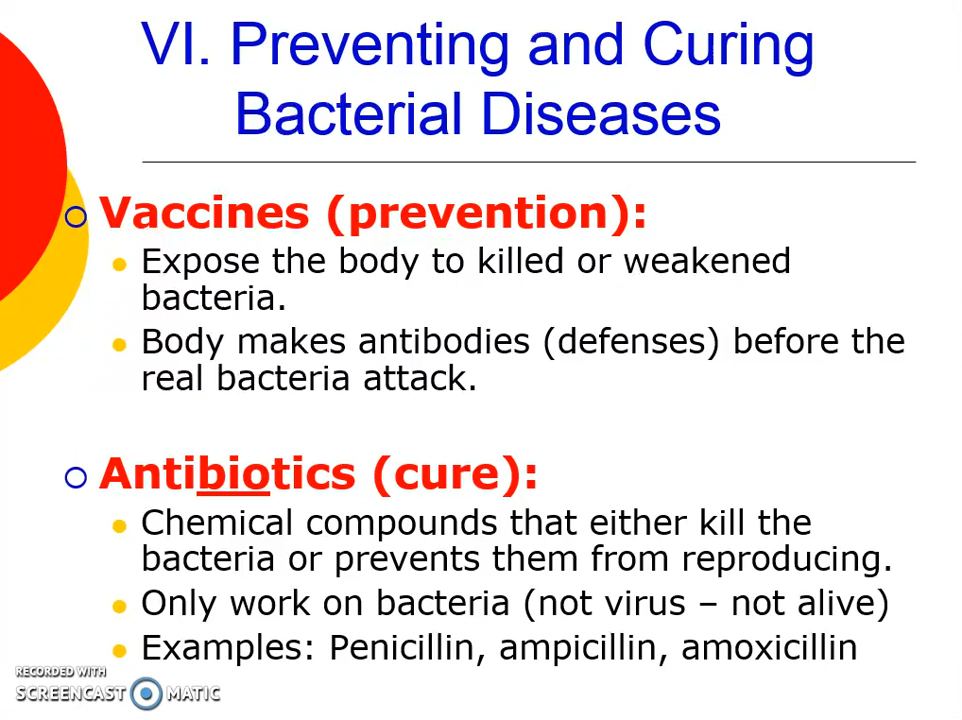 VI. Preventing and Curing
Bacterial Diseases
Vaccines (prevention):
Expose the body to killed or weakened
bacteria.
Body makes antibodies (defenses) before the
real bacteria attack.
Antibiotics (cure):
Chemical compounds that either kill the
bacteria or prevents them from reproducing.
Only work on bacteria (not virus – not alive)
Examples: Penicillin, ampicillin, amoxicillin
RECORDED WITH
SCREENCAST MATIC